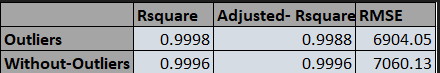 Rsquare Adjusted- Rsquare RMSE
Outliers 0.9998 0.9988 6904.05
Without-Outliers 0.9996 0.9996 7060.13